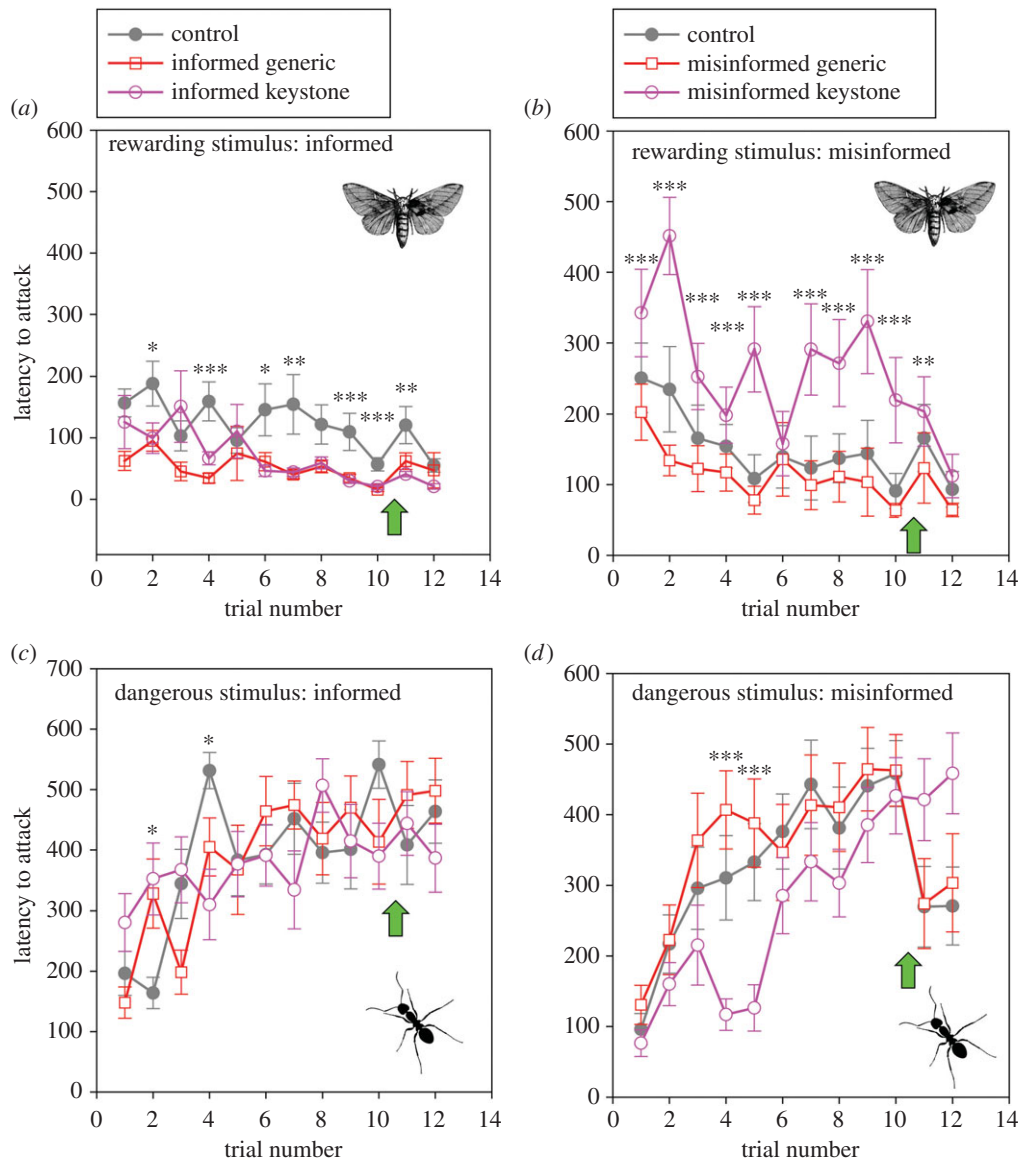 control
informed generic
informed keystone
control
misinformed generic
misinformed keystone
(a)
(b)
600
rewarding stimulus: informed
500
400
300
200
100
0
*
***
*
**
***
***
**
latency to attack
0 2 4 6 8 10 12 14
trial number
600
rewarding stimulus: misinformed
500
400
300
200
100
0
***
***
***
***
***
***
***
***
***
**
0 2 4 6 8 10 12 14
trial number
(c)
(d)
700
dangerous stimulus: informed
600
500
400
300
200
100
0
*
*
latency to attack
0 2 4 6 8 10 12 14
trial number
600
dangerous stimulus: misinformed
500
400
300
200
100
0
***
***
0 2 4 6 8 10 12 14
trial number